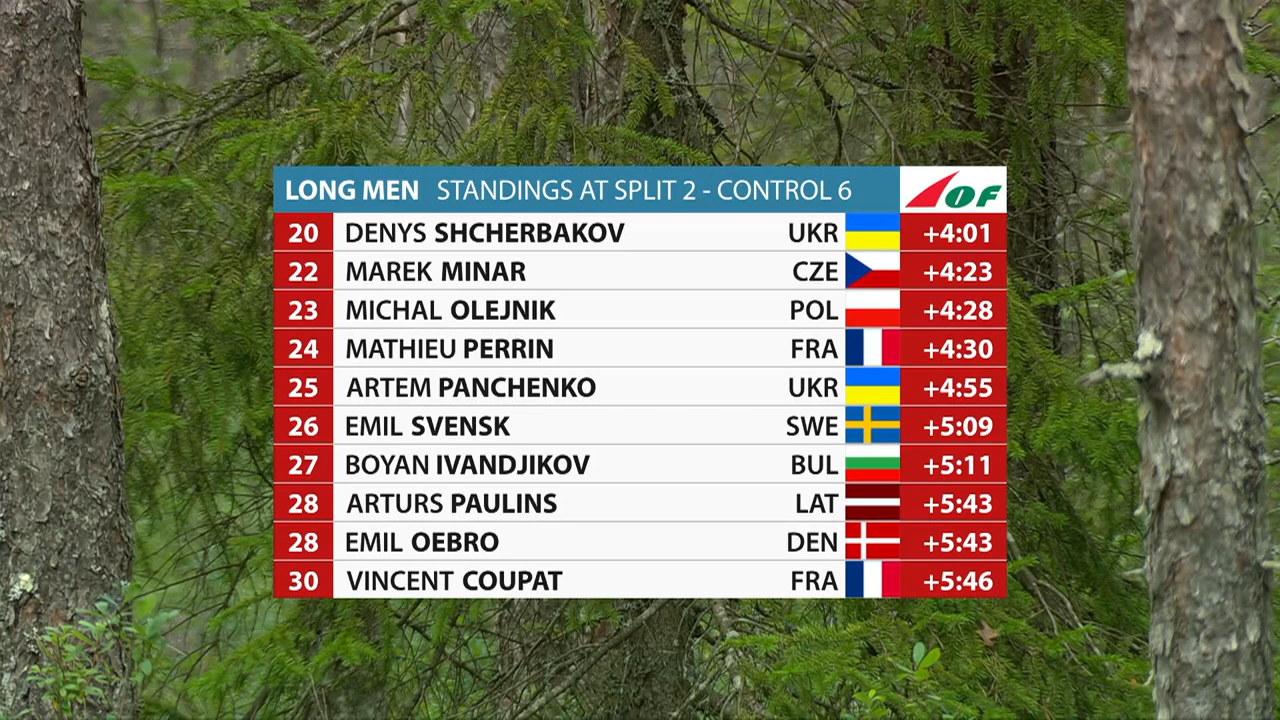 LONG MEN STANDINGS AT SPLIT 2 - CONTROL 6 IOF
20 DENYS SHCHERBAKOV UKR +4:01
22 MAREK MINAR CZE +4:23
23 MICHAL OLEJNIK POL +4:28
24 MATHIEU PERRIN FRA +4:30
25 ARTEM PANCHENKO UKR +4:55
26 EMIL SVENSK SWE +5:09
27 BOYAN IVANDJIKOV BUL +5:11
28 ARTURS PAULINS LAT +5:43
28 EMIL OEBRO DEN +5:43
30 VINCENT COUPAT FRA +5:46